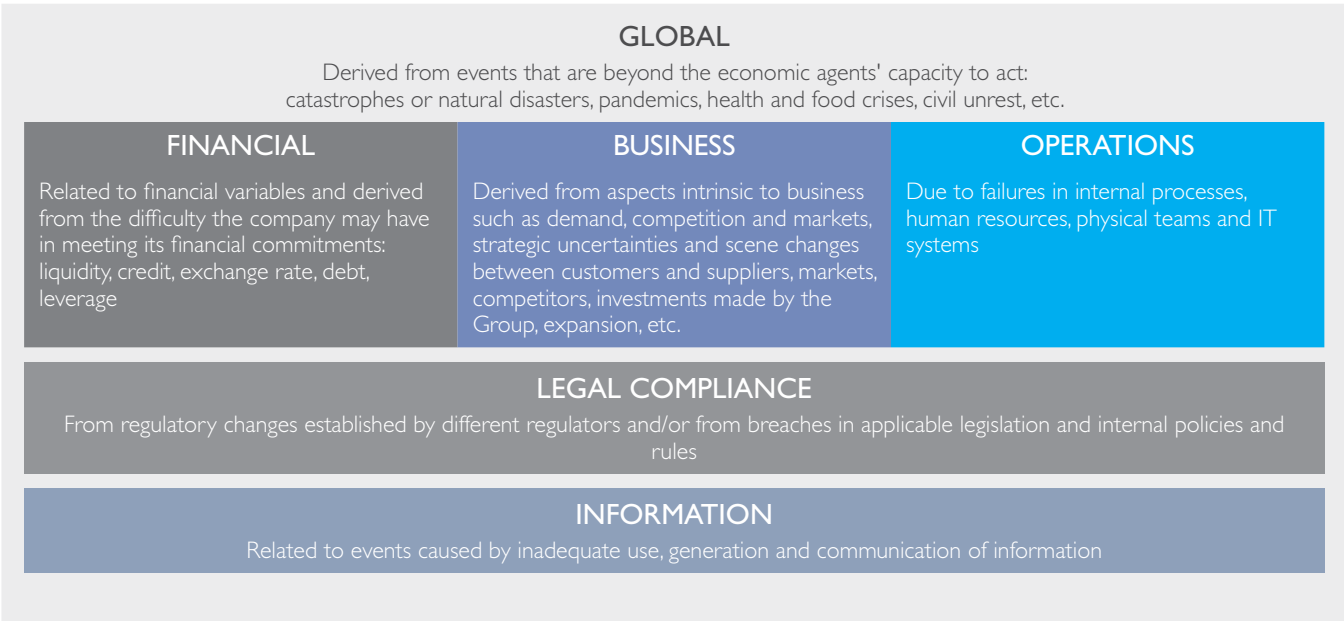 GLOBAL
Derived from events that are beyond the economic agents' capacity to act:
catastrophes or natural disasters, pandemics, health and food crises, civil unrest, etc.
FINANCIAL
Related to financial variables and derived
from the difficulty the company may have
in meeting its financial commitments:
liquidity, credit, exchange rate, debt,
leverage
BUSINESS
Derived from aspects intrinsic to business
such as demand, competition and markets,
strategic uncertainties and scene changes
between customers and suppliers, markets,
competitors, investments made by the
Group, expansion, etc.
OPERATIONS
Due to failures in internal processes,
human resources, physical teams and IT
systems
LEGAL COMPLIANCE
From regulatory changes established by different regulators and/or from breaches in applicable legislation and internal policies and
rules
INFORMATION
Related to events caused by inadequate use, generation and communication of information